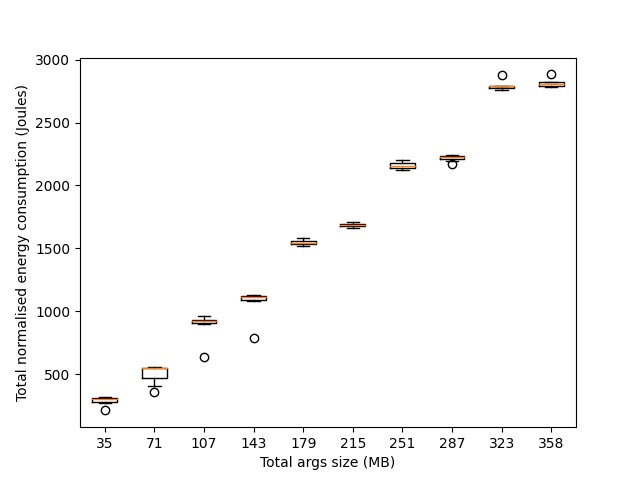 3000
2500
2000
1500
1000
500
Total normalised energy consumption (Joules)
35 71 107 143 179 215 251 287 323 358
Total args size (MB)